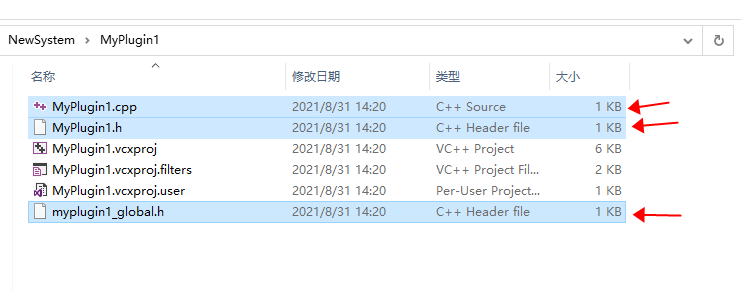 NewSystem > MyPlugin1
名称 修改日期 类型 大小
MyPlugin1.cpp 2021/8/31 14:20 C++ Source 1 KB
MyPlugin1.h 2021/8/31 14:20 C++ Header file 1 KB
MyPlugin1.vcxproj 2021/8/31 14:20 VC++ Project 6 KB
MyPlugin1.vcxproj.filters 2021/8/31 14:20 VC++ Project Fil... 2 KB
MyPlugin1.vcxproj.user 2021/8/31 14:20 Per-User Project... 1 KB
myplugin1_global.h 2021/8/31 14:20 C++ Header file 1 KB